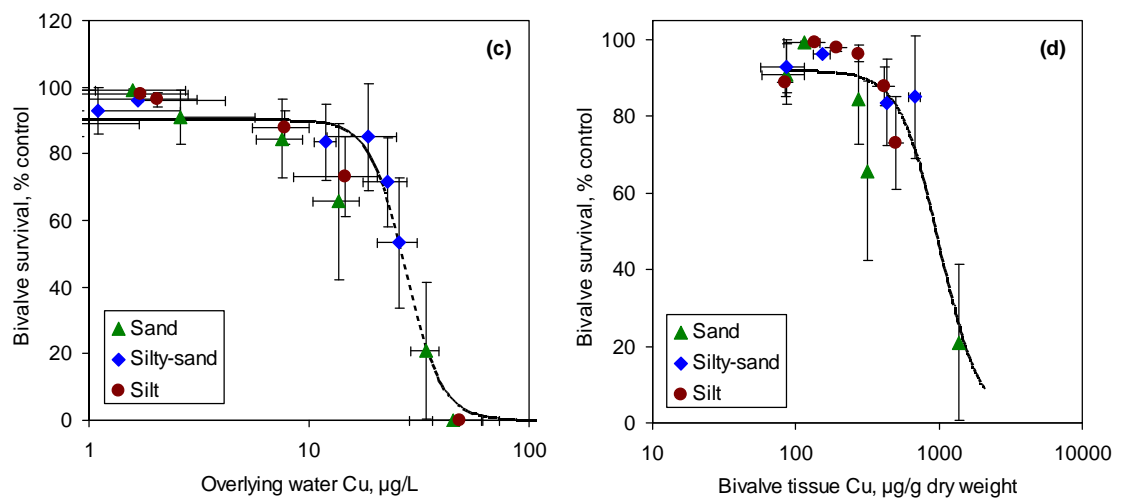 (c)
Bivalve survival, % control
120
100
80
60
40
20
0
1
10
100
Overlying water Cu, µg/L
Sand
Silty-sand
Silt
(d)
Bivalve survival, % control
100
80
60
40
20
0
10
100
1000
10000
Bivalve tissue Cu, µg/g dry weight
Sand
Silty-sand
Silt